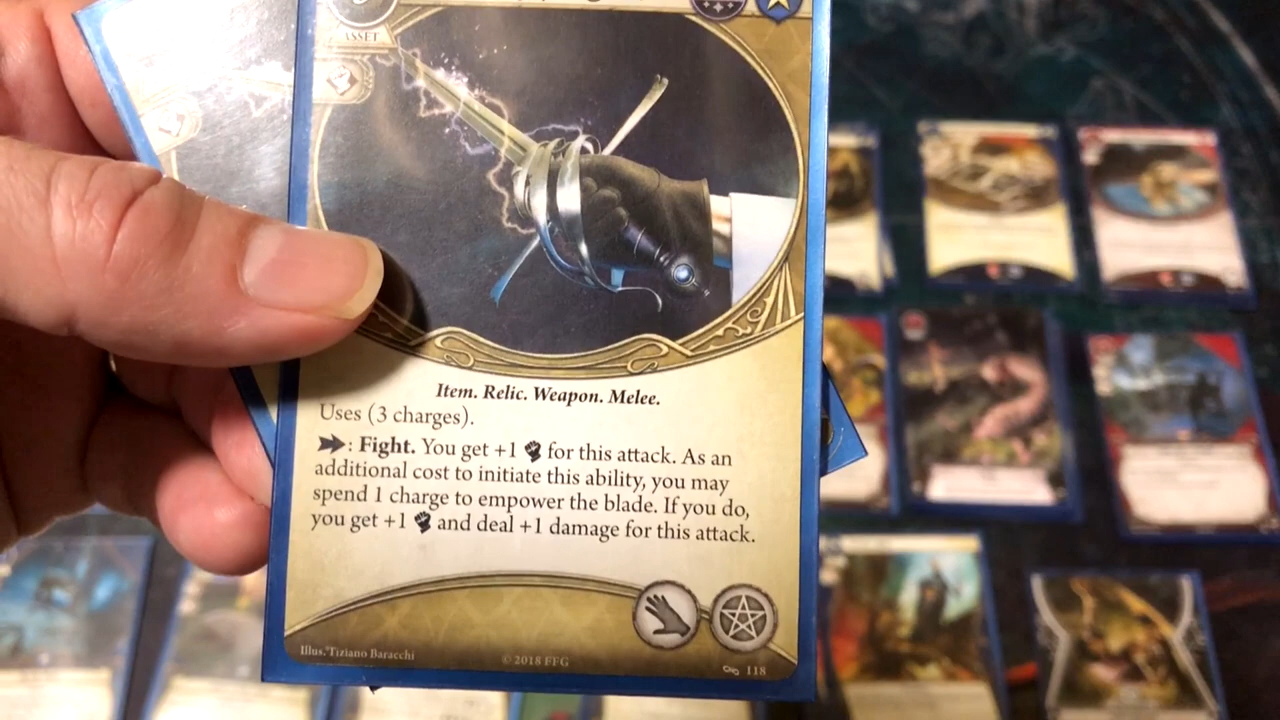 ASSET
Item. Relic. Weapon. Melee.
Uses (3 charges).
: Fight. You get +1 for this attack. As an
additional cost to initiate this ability, you may
spend 1 charge to empower the blade. If you do,
you get +1 and deal +1 damage for this attack.
Illus. Tiziano Baracchi
© 2018 FFG
118